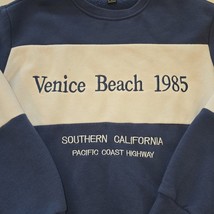 Venice Beach 1985
SOUTHERN CALIFORNIA
PACIFIC COAST HIGHWAY